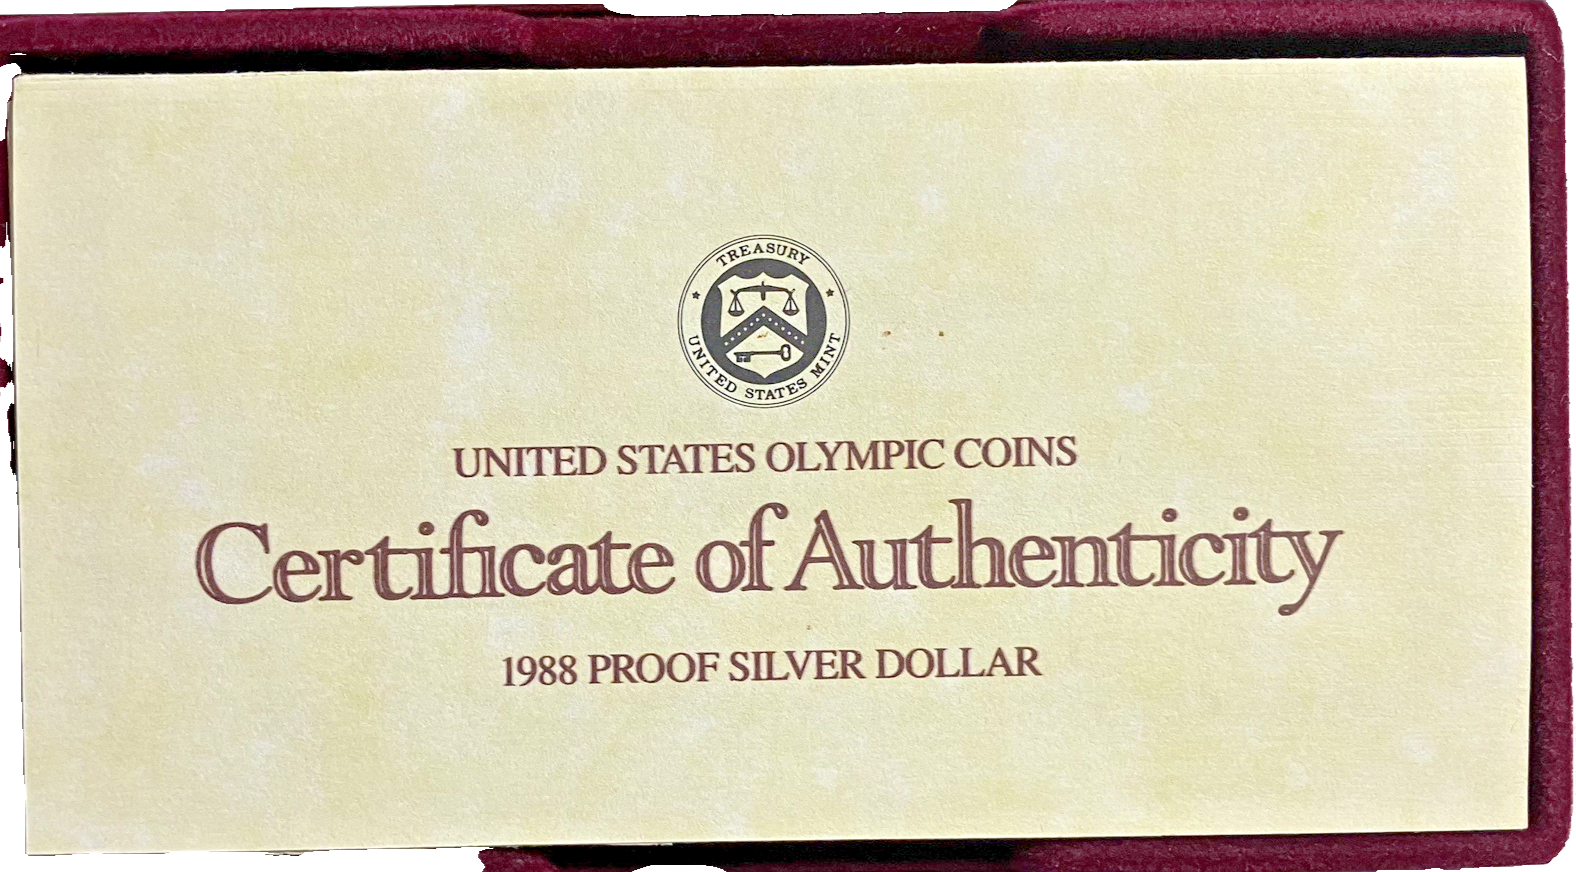 TREASURY
UNITED STATES MINT
UNITED STATES OLYMPIC COINS
Certificate of Authenticity
1988 PROOF SILVER DOLLAR